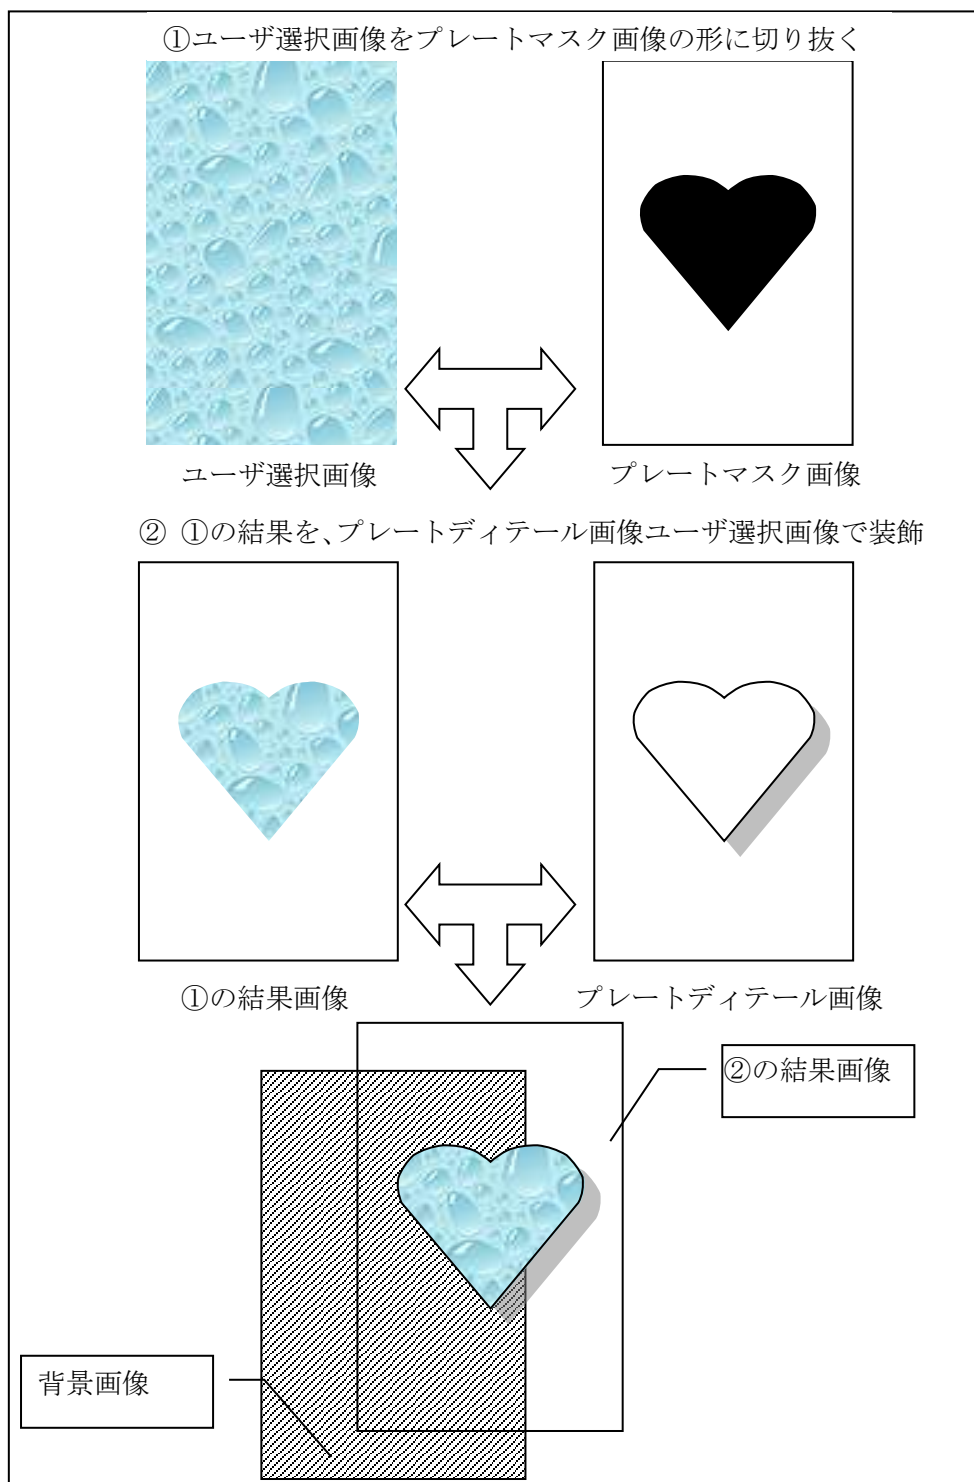 ①ユーザ選択画像をプレートマスク画像の形に切り抜く
ユーザ選択画像
プレートマスク画像
② ①の結果を、プレートディテール画像ユーザ選択画像で装飾
①の結果画像
プレートディテール画像
②の結果画像
背景画像